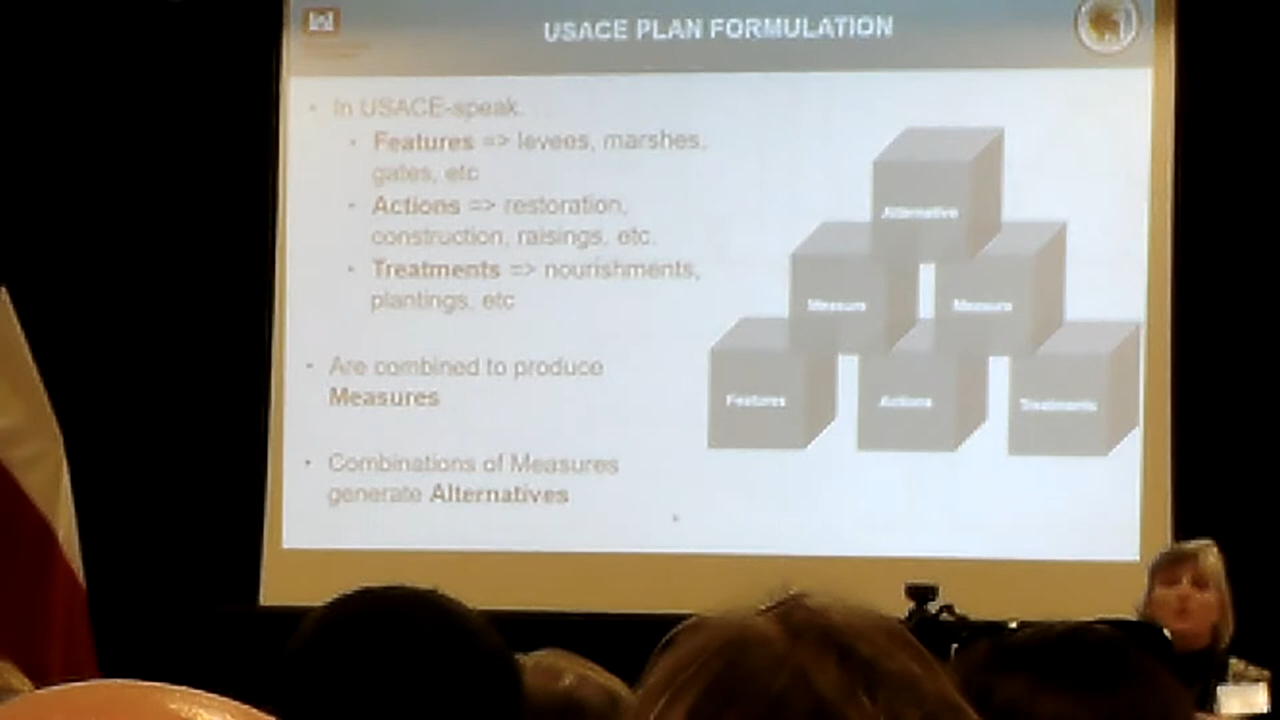 USACE PLAN FORMULATION
• In USACE-speak.
• Features => levees, marshes,
gates, etc
• Actions => restoration,
construction, raisings, etc.
• Treatments => nourishments,
plantings, etc
• Are combined to produce
Measures
• Combinations of Measures
generate Alternatives
Alternative
Measure
Measure
Features
Actions
Treatments